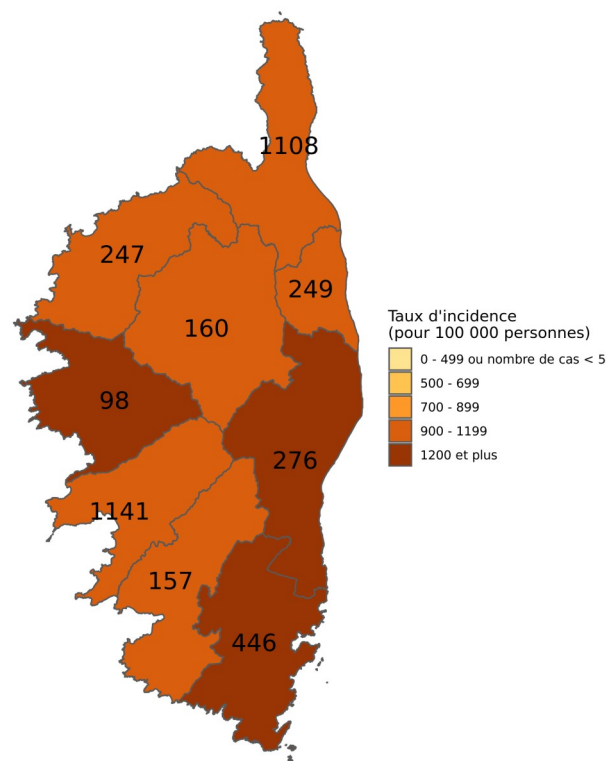 1108
247
249
160
98
276
1141
157
446
Taux d'incidence
(pour 100 000 personnes)
0 - 499 ou nombre de cas < 5
500 - 699
700 - 899
900 - 1199
1200 et plus